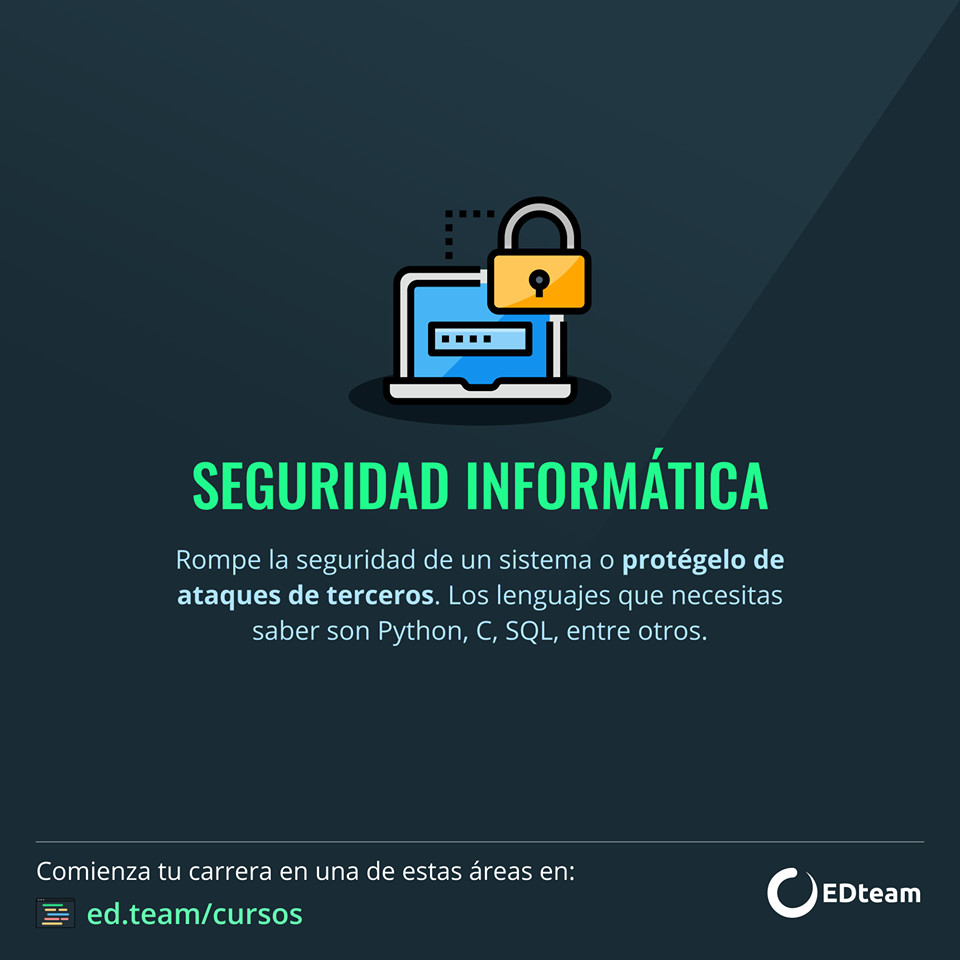 SEGURIDAD INFORMÁTICA
Rompe la seguridad de un sistema o protégelo de
ataques de terceros. Los lenguajes que necesitas
saber son Python, C, SQL, entre otros.
Comienza tu carrera en una de estas áreas en:
ed.team/cursos
EDteam